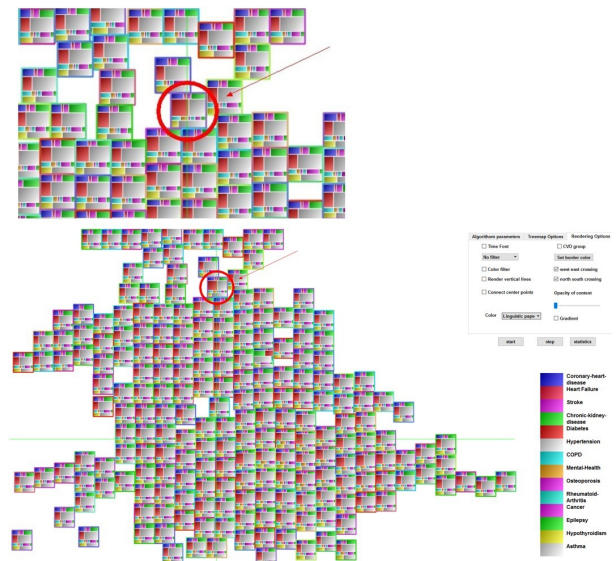 Algorithms parameters Treemap Options Rendering Options
Time Font CVD group
No filter Set border color
Color filter west east crossing
Render vertical lines north south crossing
Connect center points Opacity of content
Color Linguistic pape Gradient
start stop statistics
Coronary-heart-
disease
Heart Failure
Stroke
Chronic-kidney-
disease
Diabetes
Hypertension
COPD
Mental-Health
Osteoporosis
Rheumatoid-
Arthritis
Cancer
Epilepsy
Hypothyroidism
Asthma